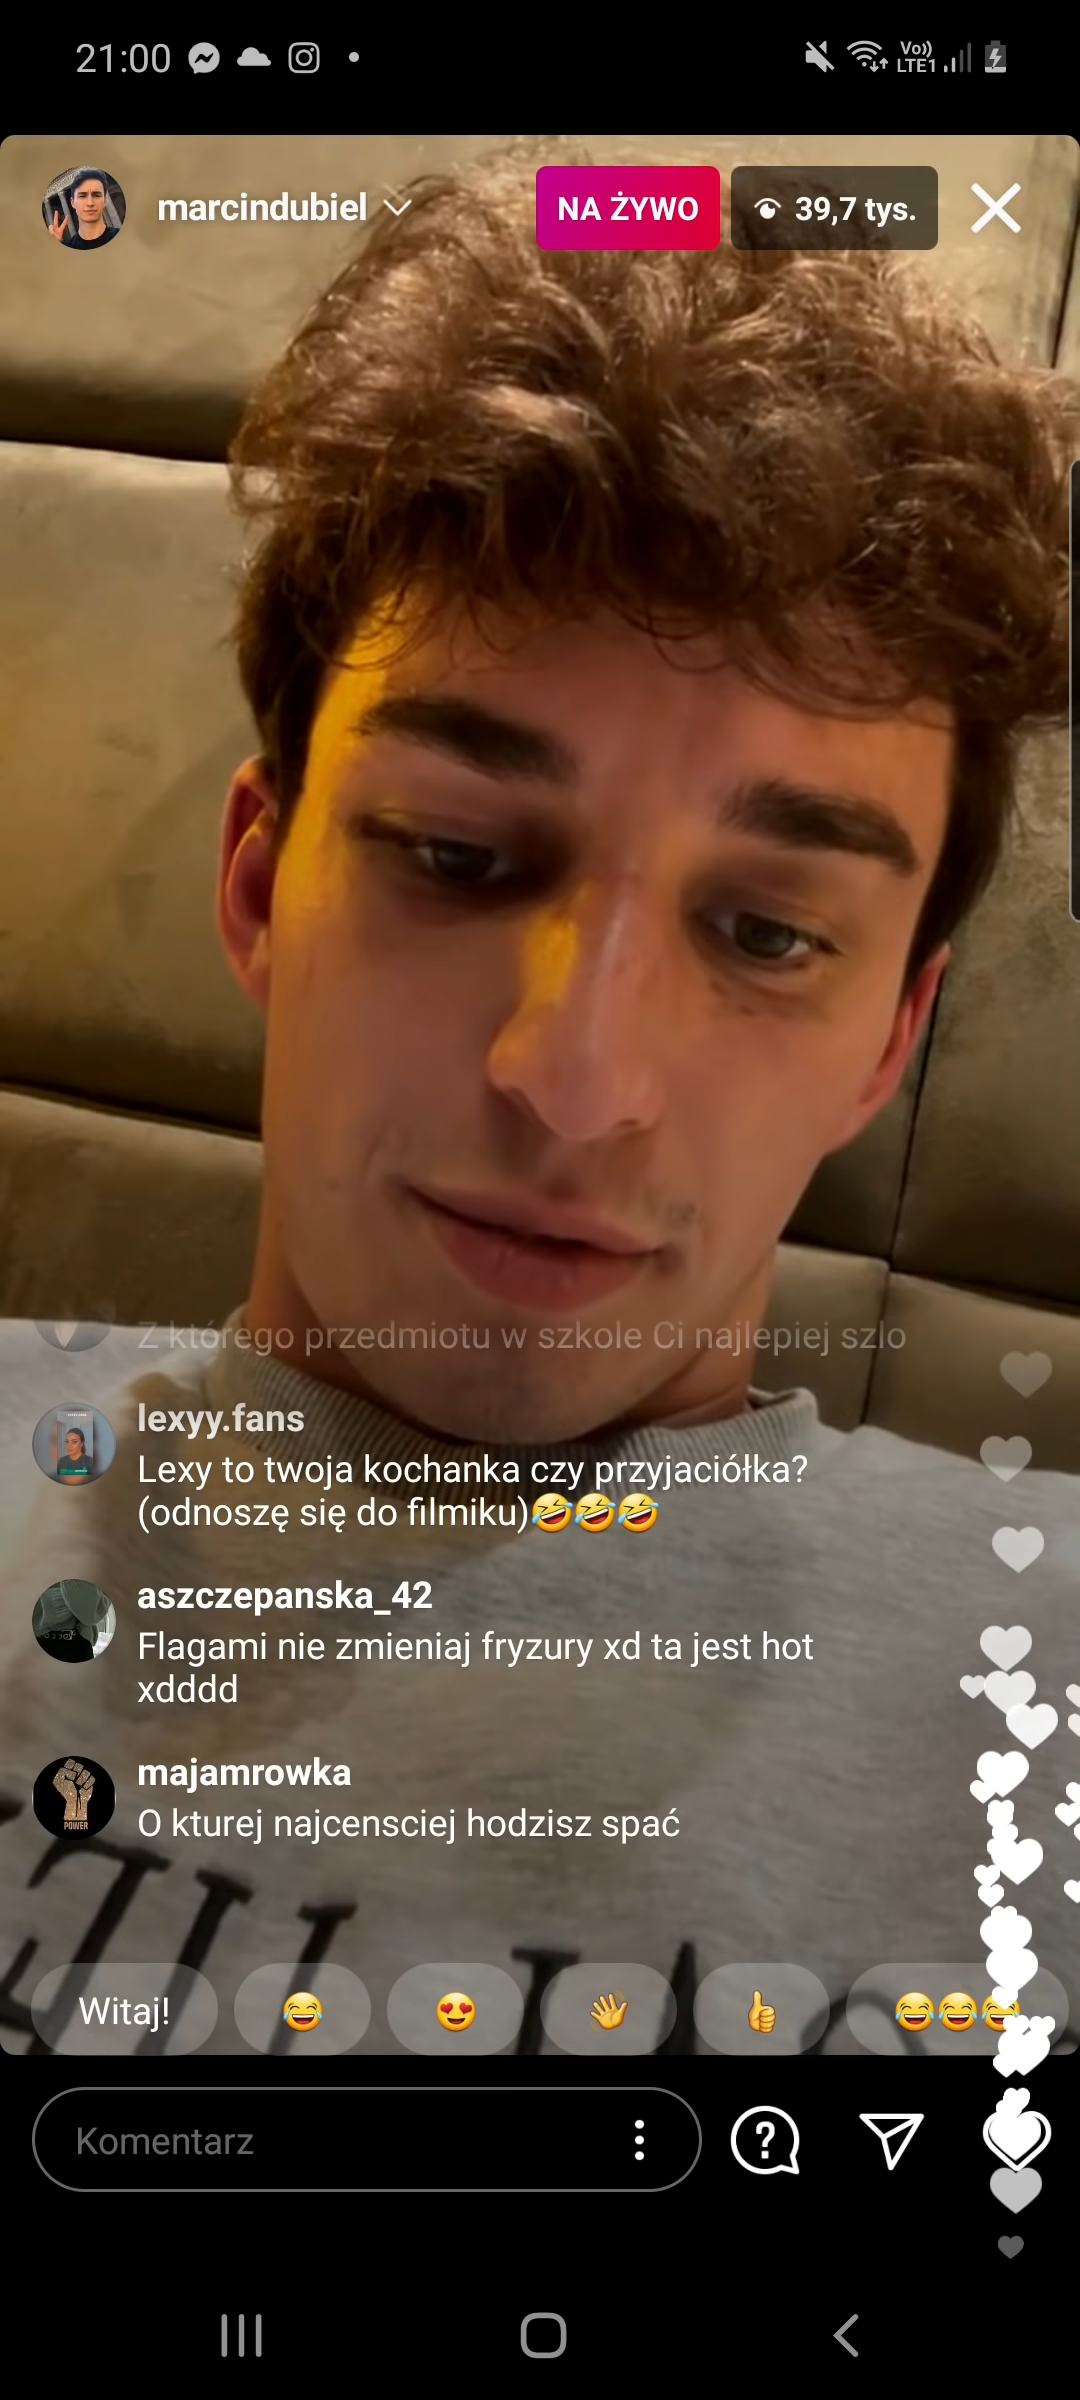 21:00
Vo))
LTE1
marcindubiel
NA ŻYWO
39,7 tys.
Z którego przedmiotu w szkole Ci najlepiej szlo
lexyy.fans
Lexy to twoja kochanka czy przyjaciółka?
(odnoszę się do filmiku)🤣🤣🤣
aszczepanska_42
Flagami nie zmieniaj fryzury xd ta jest hot
xdddd
majamrowka
POWER
O kturej najcensciej hodzisz spać
Witaj!
😂
😍
👋
👍
😂😂😂
Komentarz